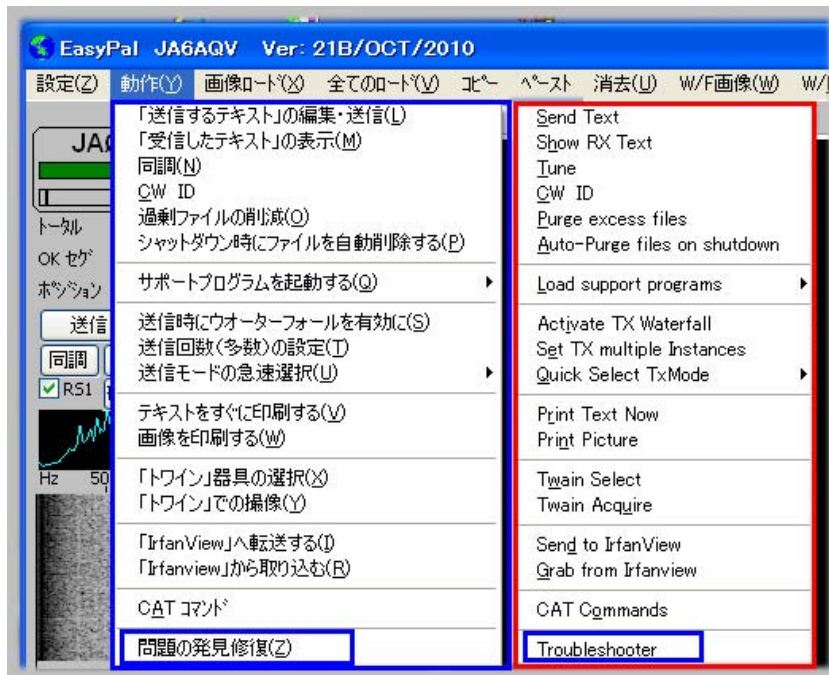 EasyPal JA6AQV Ver: 21B/OCT/2010
設定(Z) 動作(Y) 画像ロード(X) 全てのロード(V) コピー ペースト 消去(U) W/F画像(W)
「送信するテキスト」の編集・送信(L)
「受信したテキスト」の表示(M)
同調(N)
CW ID
過剰ファイルの削減(O)
シャットダウン時にファイルを自動削除する(P)
サポートプログラムを起動する(Q)
送信時にウオーターフォールを有効に(S)
送信回数(多数)の設定(T)
送信モードの急速選択(U)
テキストをすぐに印刷する(V)
画像を印刷する(W)
「トワイン」器具の選択(X)
「トワイン」での撮像(Y)
「IrfanView」へ転送する(I)
「Irfanview」から取り込む(R)
CAT コマンド
問題の発見修復(Z)
Send Text
Show RX Text
Tune
CW ID
Purge excess files
Auto-Purge files on shutdown
Load support programs
Activate TX Waterfall
Set TX multiple Instances
Quick Select TxMode
Print Text Now
Print Picture
Twain Select
Twain Acquire
Send to IrfanView
Grab from Irfanview
CAT Commands
Troubleshooter
トータル
OK セグ
ポジション
送信
同調
RS1
Hz